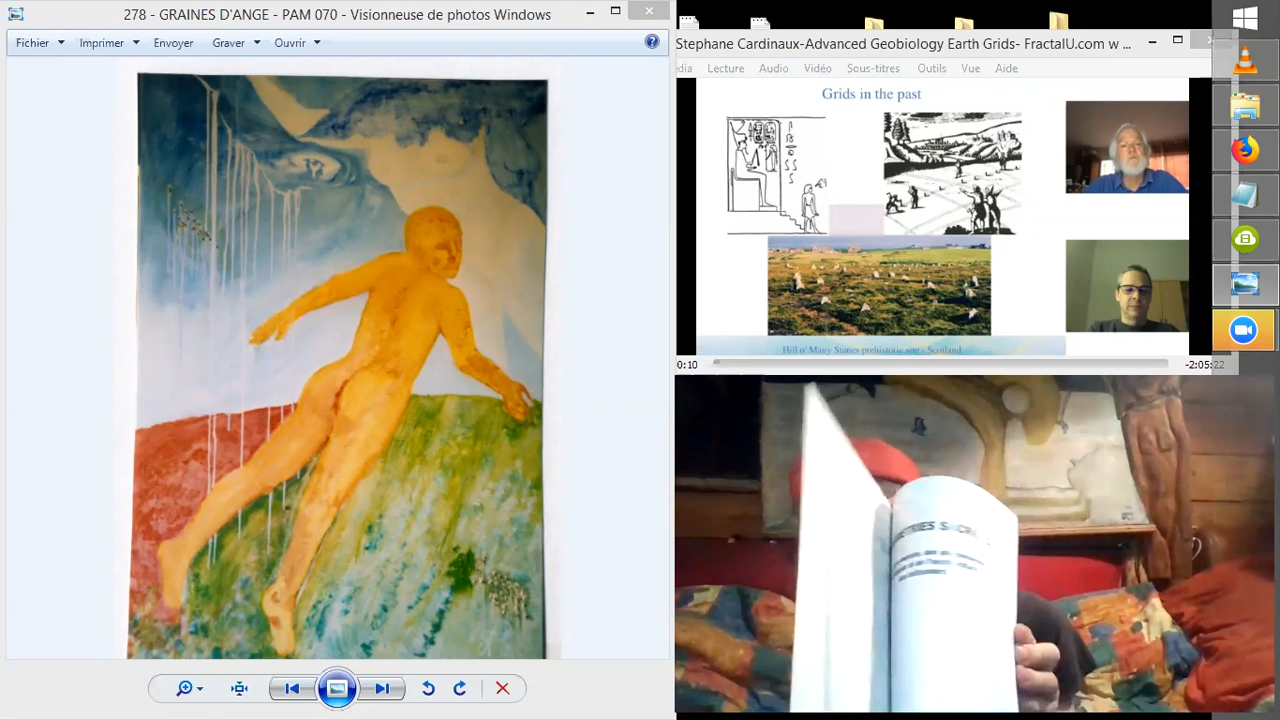 278 - GRAINES D'ANGE - PAM 070 - Visionneuse de photos Windows
Fichier Imprimer Envoyer Graver Ouvrir
Stephane Cardinaux-Advanced Geobiology Earth Grids- FractalU.com w ...
dia Lecture Audio Vidéo Sous-titres Outils Vue Aide
Grids in the past
Hill o' Many Stanes prehistoric site - Scotland
0:10 -2:05:22